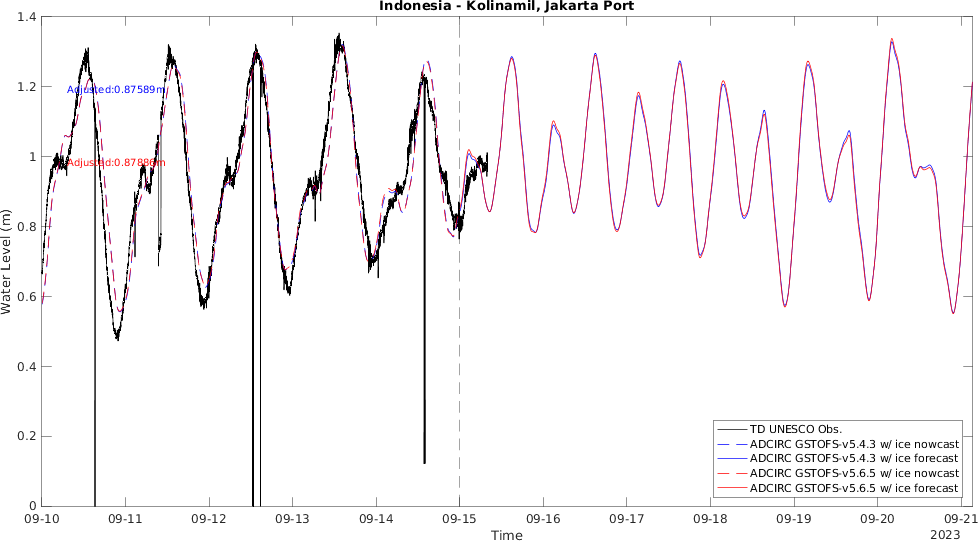 Indonesia - Kolinamil, Jakarta Port
1.4
1.2
1
0.8
0.6
0.4
0.2
0
Water Level (m)
Adjusted:0.87589m
Adjusted:0.87886m
TD UNESCO Obs.
ADCIRC GSTOFS-v5.4.3 w/ ice nowcast
ADCIRC GSTOFS-v5.4.3 w/ ice forecast
ADCIRC GSTOFS-v5.6.5 w/ ice nowcast
ADCIRC GSTOFS-v5.6.5 w/ ice forecast
09-10 09-11 09-12 09-13 09-14 09-15 09-16 09-17 09-18 09-19 09-20 09-21
Time
2023